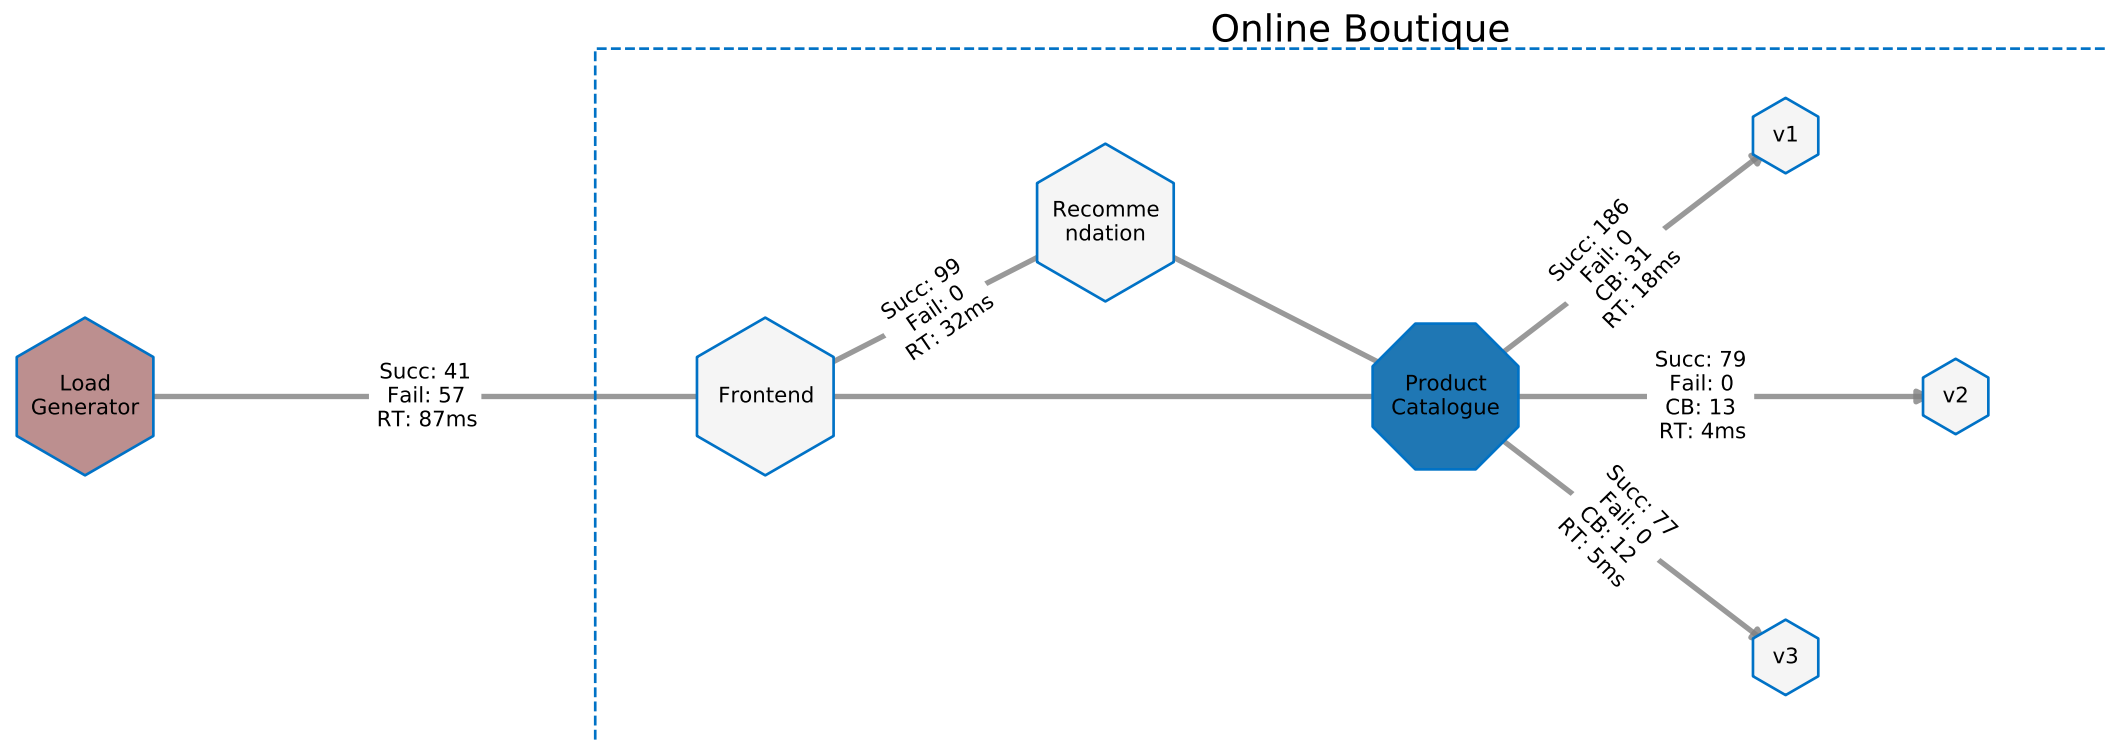 Online Boutique
Load
Generator
Succ: 41
Fail: 57
RT: 87ms
Frontend
Succ: 99
Fail: 0
RT: 32ms
Recomme
ndation
Product
Catalogue
Succ: 186
Fail: 0
CB: 31
RT: 18ms
v1
Succ: 79
Fail: 0
CB: 13
RT: 4ms
v2
Succ: 77
Fail: 0
CB: 12
RT: 5ms
v3